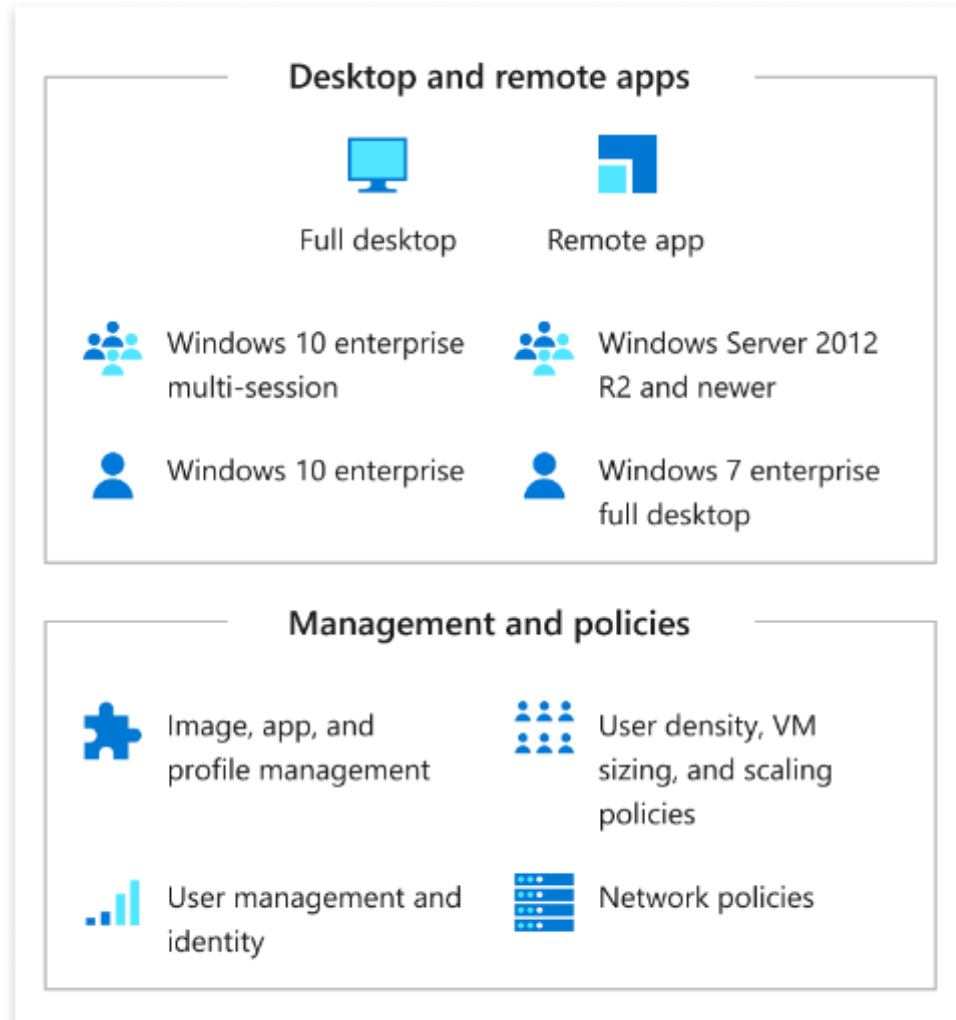 Desktop and remote apps
Full desktop
Remote app
Windows 10 enterprise
multi-session
Windows Server 2012
R2 and newer
Windows 10 enterprise
Windows 7 enterprise
full desktop
Management and policies
Image, app, and
profile management
User density, VM
sizing, and scaling
policies
User management and
identity
Network policies